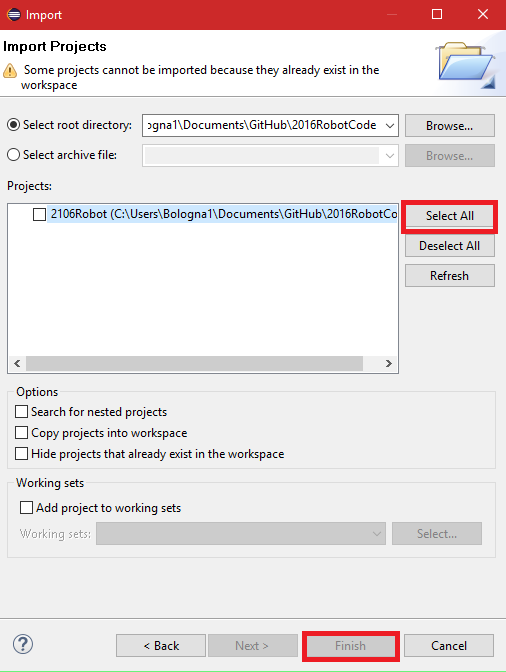 Import
Import Projects
Some projects cannot be imported because they already exist in the
workspace
Select root directory:
ogna1\Documents\GitHub\2016RobotCode
Browse...
Select archive file:
Browse...
Projects:
2106Robot (C:\Users\Bologna1\Documents\GitHub\2016RobotCo
Select All
Deselect All
Refresh
Options
Search for nested projects
Copy projects into workspace
Hide projects that already exist in the workspace
Working sets
Add project to working sets
Working sets:
Select...
?
< Back
Next >
Finish
Cancel